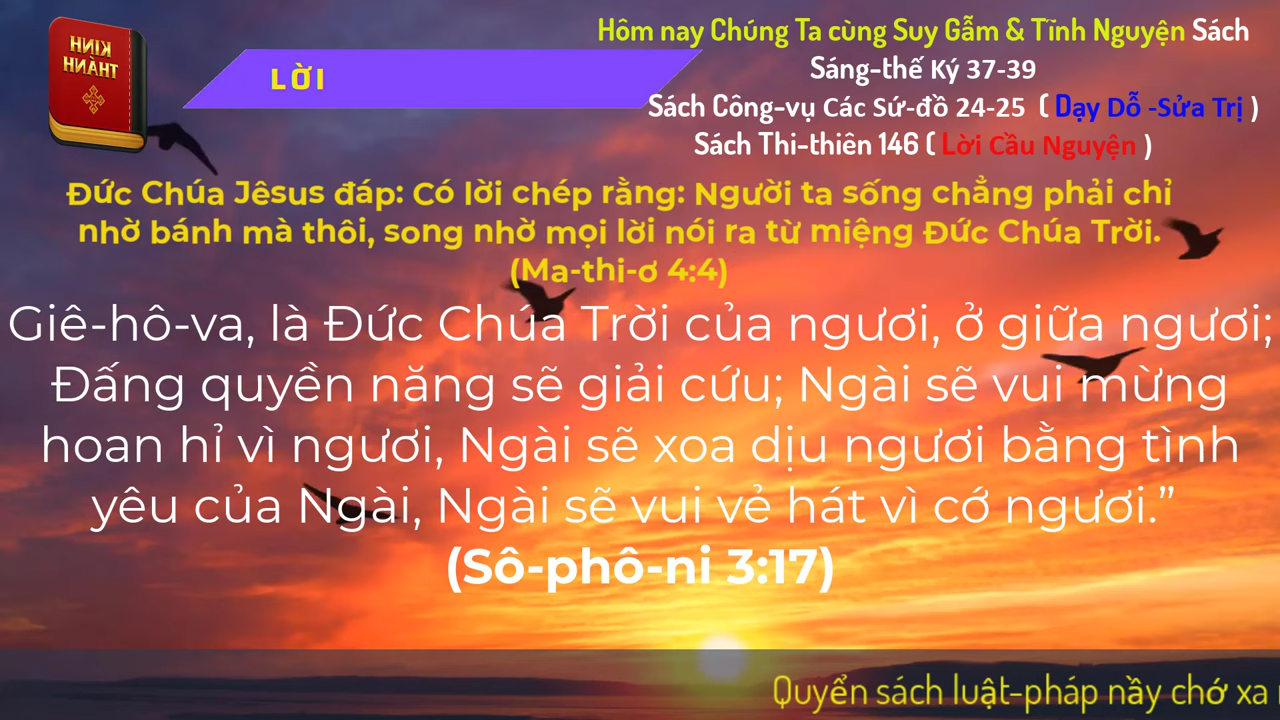 KINH
THÁNH
LỜI
Hôm nay Chúng Ta cùng Suy Gẫm & Tĩnh Nguyện Sách
Sáng-thế Ký 37-39
Sách Công-vụ Các Sứ-đồ 24-25 ( Dạy Dỗ -Sửa Trị )
Sách Thi-thiên 146 ( Lời Cầu Nguyện )
Đức Chúa Jêsus đáp: Có lời chép rằng: Người ta sống chẳng phải chỉ
nhờ bánh mà thôi, song nhờ mọi lời nói ra từ miệng Đức Chúa Trời.
(Ma-thi-ơ 4:4)
Giê-hô-va, là Đức Chúa Trời của ngươi, ở giữa ngươi;
Đấng quyền năng sẽ giải cứu; Ngài sẽ vui mừng
hoan hỉ vì ngươi, Ngài sẽ xoa dịu ngươi bằng tình
yêu của Ngài, Ngài sẽ vui vẻ hát vì cớ ngươi.”
(Sô-phô-ni 3:17)
Quyển sách luật-pháp nầy chớ xa